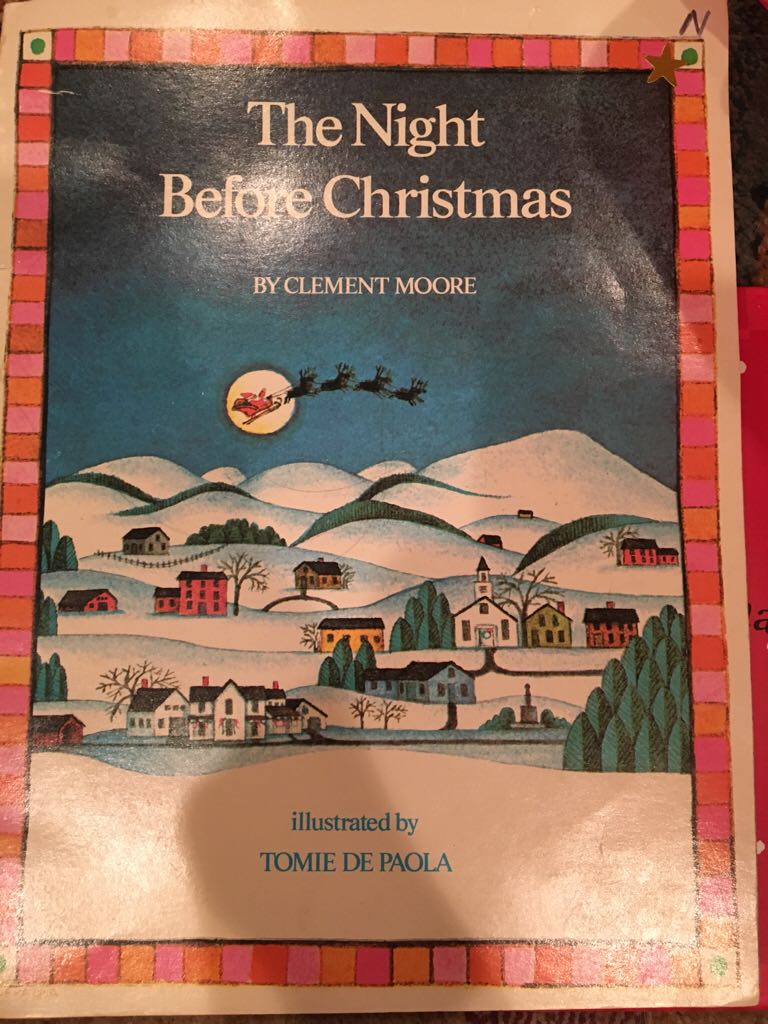 N
The Night
Before Christmas
BY CLEMENT MOORE
illustrated by
TOMIE DE PAOLA